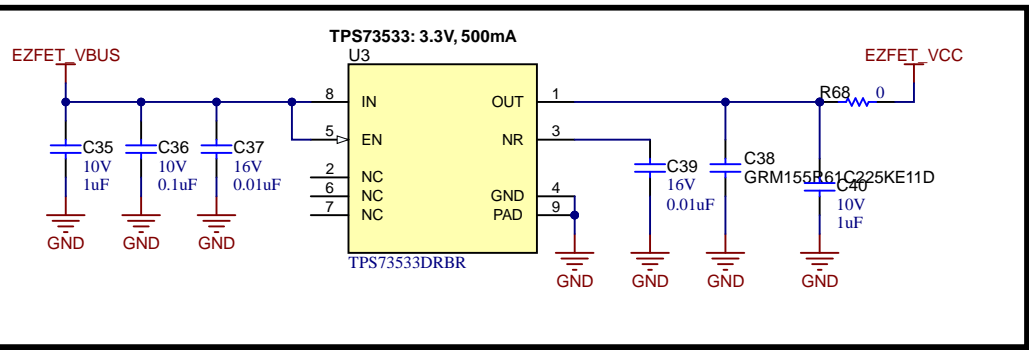 TPS73533: 3.3V, 500mA
EZFET_VBUS
U3
EZFET_VCC
8 IN
OUT 1
R68 0
5 EN
NR 3
C35
10V
1uF
C36
10V
0.1uF
C37
16V
0.01uF
2 NC
6 NC
7 NC
GND 4
PAD 9
C39
16V
0.01uF
C38
GRM155R61C225KE11D
C40
10V
1uF
GND
GND
GND
TPS73533DRBR
GND
GND
GND
GND